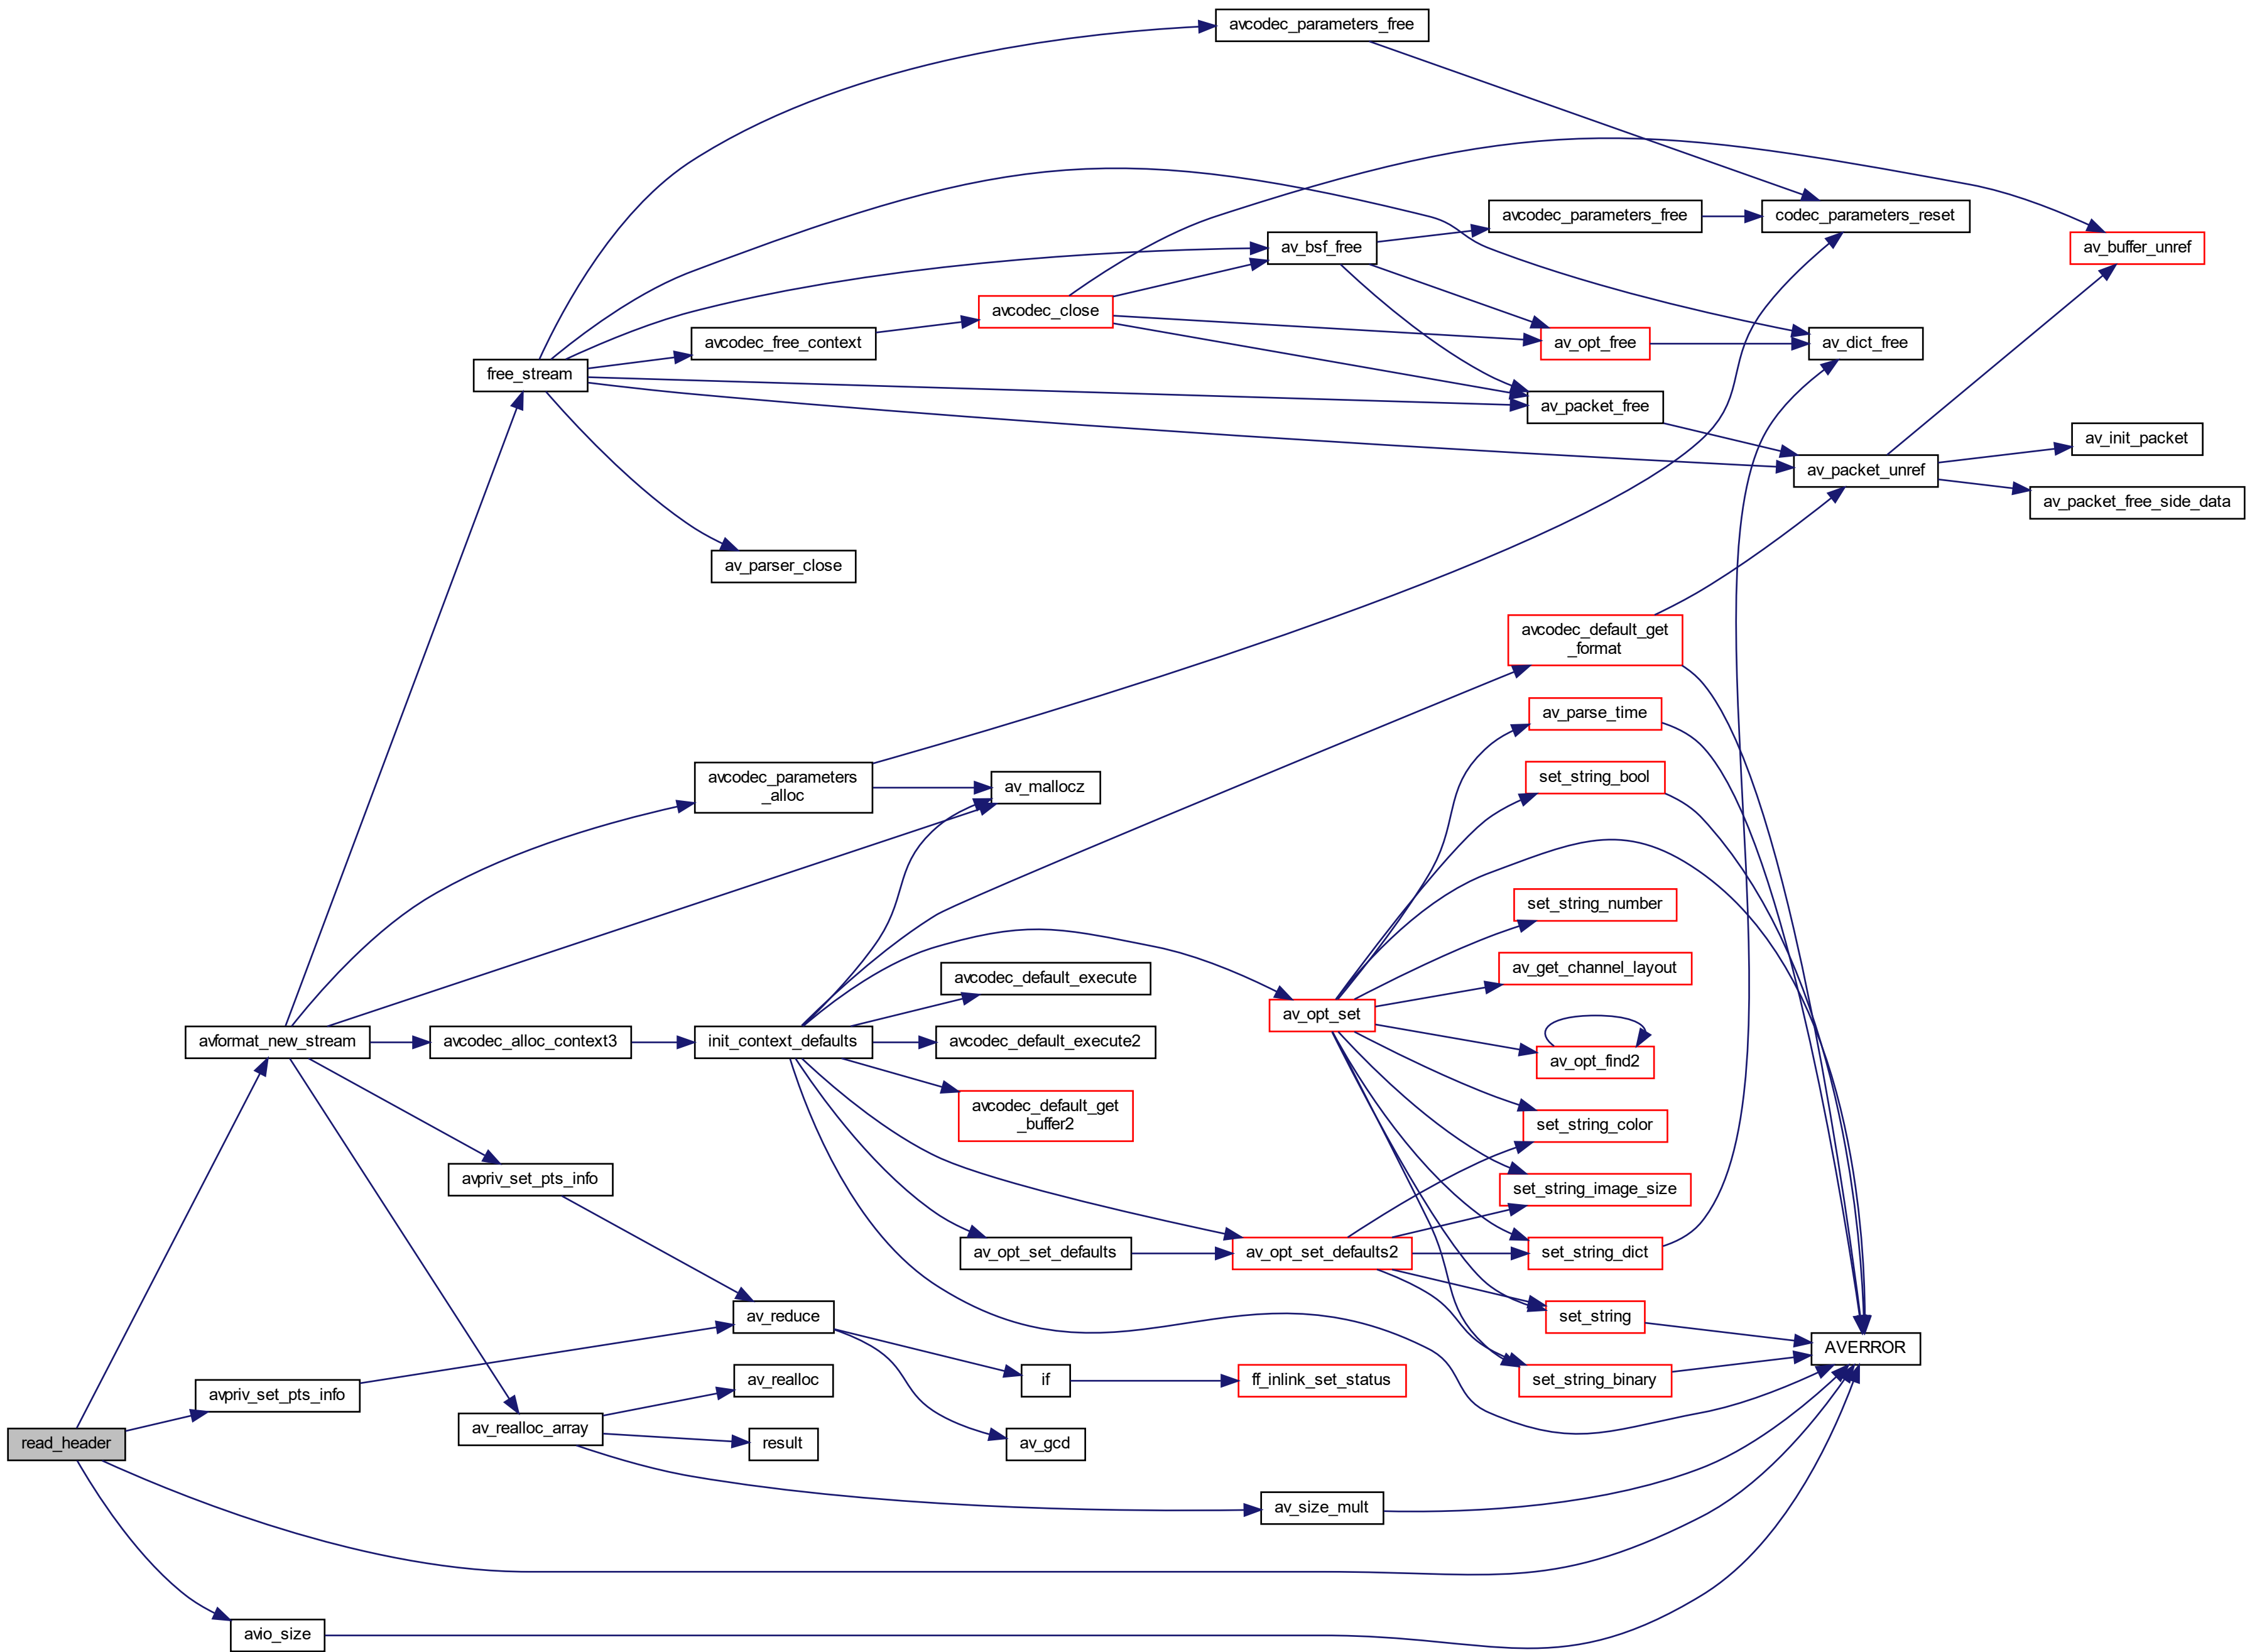 avcodec_parameters_free
avcodec_parameters_free
codec_parameters_reset
av_bsf_free
av_buffer_unref
avcodec_close
avcodec_free_context
av_opt_free
av_dict_free
free_stream
av_packet_free
av_init_packet
av_packet_unref
av_packet_free_side_data
av_parser_close
avcodec_default_get
_format
av_parse_time
avcodec_parameters
_alloc
av_mallocz
set_string_bool
set_string_number
av_get_channel_layout
avcodec_default_execute
av_opt_set
avformat_new_stream
avcodec_alloc_context3
init_context_defaults
avcodec_default_execute2
av_opt_find2
avcodec_default_get
_buffer2
set_string_color
avpriv_set_pts_info
set_string_image_size
av_opt_set_defaults
av_opt_set_defaults2
set_string_dict
av_reduce
set_string
AVERROR
avpriv_set_pts_info
av_realloc
if
ff_inlink_set_status
set_string_binary
read_header
av_realloc_array
result
av_gcd
av_size_mult
avio_size